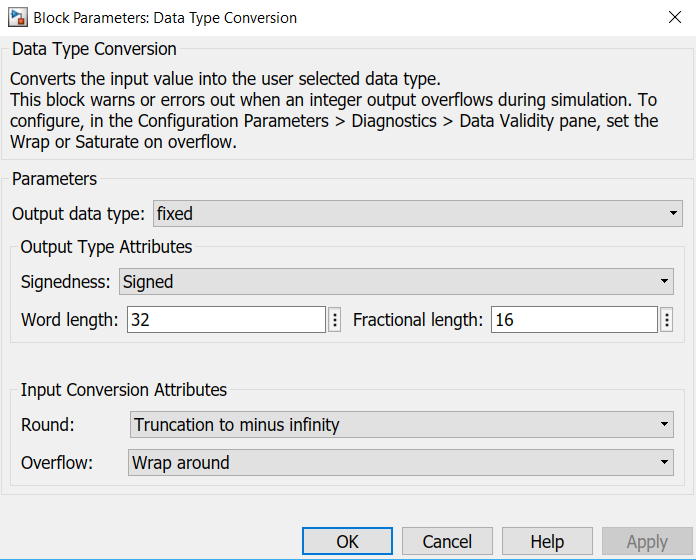 Block Parameters: Data Type Conversion
Data Type Conversion
Converts the input value into the user selected data type.
This block warns or errors out when an integer output overflows during simulation. To
configure, in the Configuration Parameters > Diagnostics > Data Validity pane, set the
Wrap or Saturate on overflow.
Parameters
Output data type: fixed
Output Type Attributes
Signedness: Signed
Word length: 32 Fractional length: 16
Input Conversion Attributes
Round: Truncation to minus infinity
Overflow: Wrap around
OK Cancel Help Apply